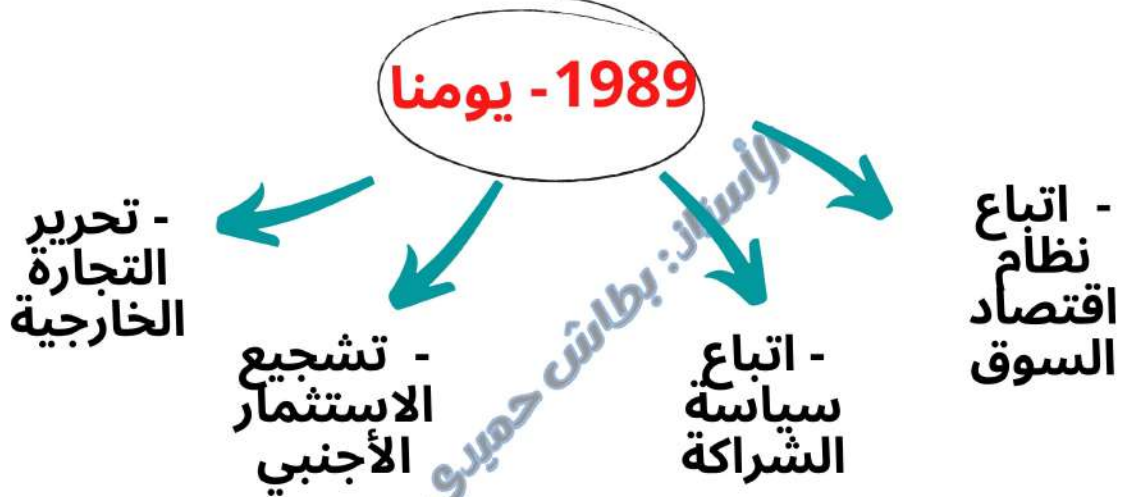 1989- يومنا
- اتباع
نظام
اقتصاد
السوق
- اتباع
سياسة
الشراكة
- تشجيع
الاستثمار
الأجنبي
- تحرير
التجارة
الخارجية
الأستاذ: بطاش حميدو